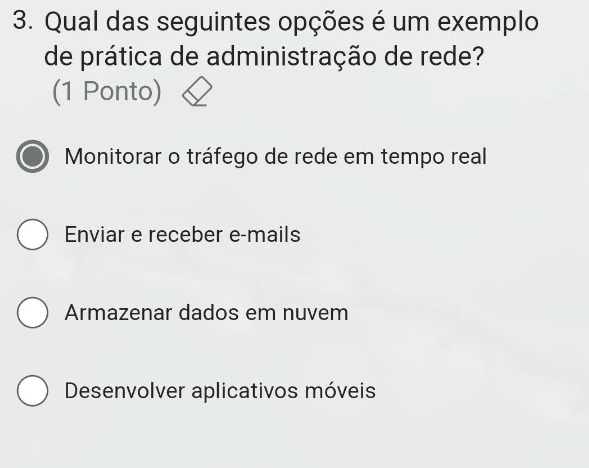 3. Qual das seguintes opções é um exemplo
de prática de administração de rede?
(1 Ponto)
Monitorar o tráfego de rede em tempo real
Enviar e receber e-mails
Armazenar dados em nuvem
Desenvolver aplicativos móveis